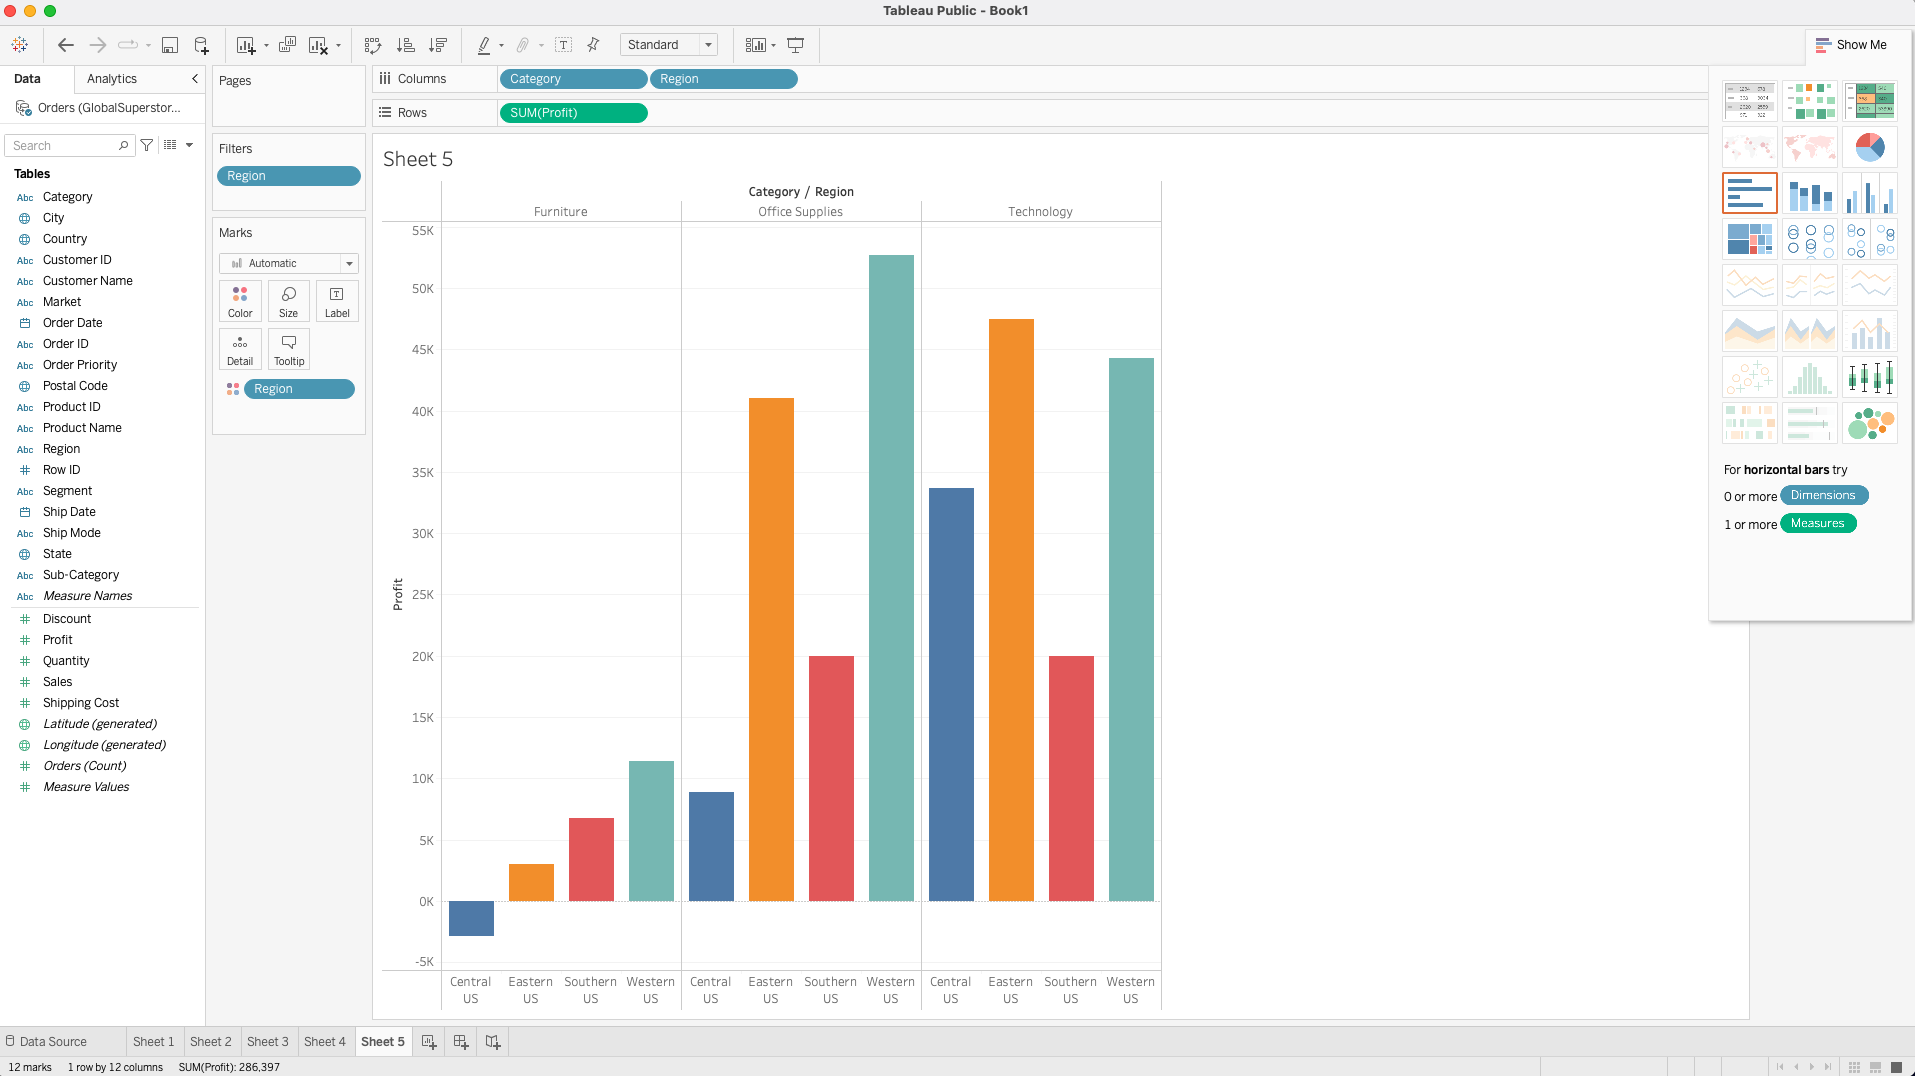 Tableau Public - Book1
Standard
Show Me
Data
Analytics
Pages
Columns
Category
Region
Orders (GlobalSuperstor...
Rows
SUM(Profit)
Search
Filters
Region
Tables
Category
City
Country
Customer ID
Customer Name
Market
Order Date
Order ID
Order Priority
Postal Code
Product ID
Product Name
Region
Row ID
Segment
Ship Date
Ship Mode
State
Sub-Category
Measure Names
Discount
Profit
Quantity
Sales
Shipping Cost
Latitude (generated)
Longitude (generated)
Orders (Count)
Measure Values
Marks
Automatic
Color
Size
Label
Detail
Tooltip
Region
Sheet 5
Category / Region
Furniture
Office Supplies
Technology
55K
50K
45K
40K
35K
30K
25K
20K
15K
10K
5K
0K
-5K
Profit
Central US
Eastern US
Southern US
Western US
Central US
Eastern US
Southern US
Western US
Central US
Eastern US
Southern US
Western US
For horizontal bars try
0 or more Dimensions
1 or more Measures
Data Source
Sheet 1
Sheet 2
Sheet 3
Sheet 4
Sheet 5
12 marks
1 row by 12 columns
SUM(Profit): 286,397